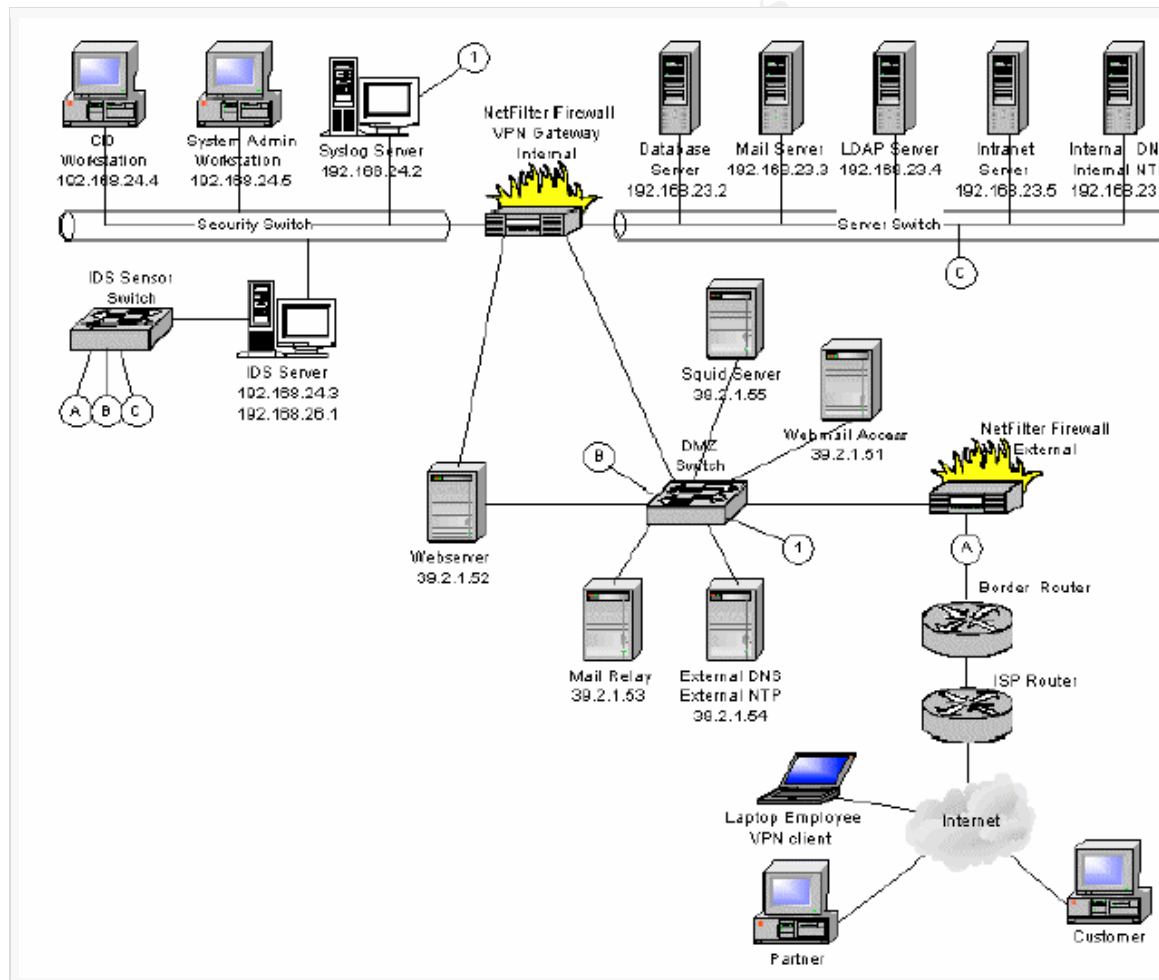 1
NetFilter Firewall
VPN Gateway
Internal
CIO
Workstation
192.168.24.4
System Admin
Workstation
192.168.24.5
Syslog Server
192.168.24.2
Database
Server
192.168.23.2
Mail Server
192.168.23.3
LDAP Server
192.168.23.4
Intranet
Server
192.168.23.5
Internal
Internal
192.168.23
Security Switch
Server Switch
C
IDS Sensor
Switch
A
B
C
IDS Server
192.168.24.3
192.168.26.1
Squid Server
39.2.1.55
Webmail Access
39.2.1.51
NetFilter Firewall
External
DMZ
Switch
B
1
A
Webserver
39.2.1.52
Border Router
Mail Relay
39.2.1.53
External DNS
External NTP
39.2.1.54
ISP Router
Laptop Employee
VPN client
Internet
Partner
Customer